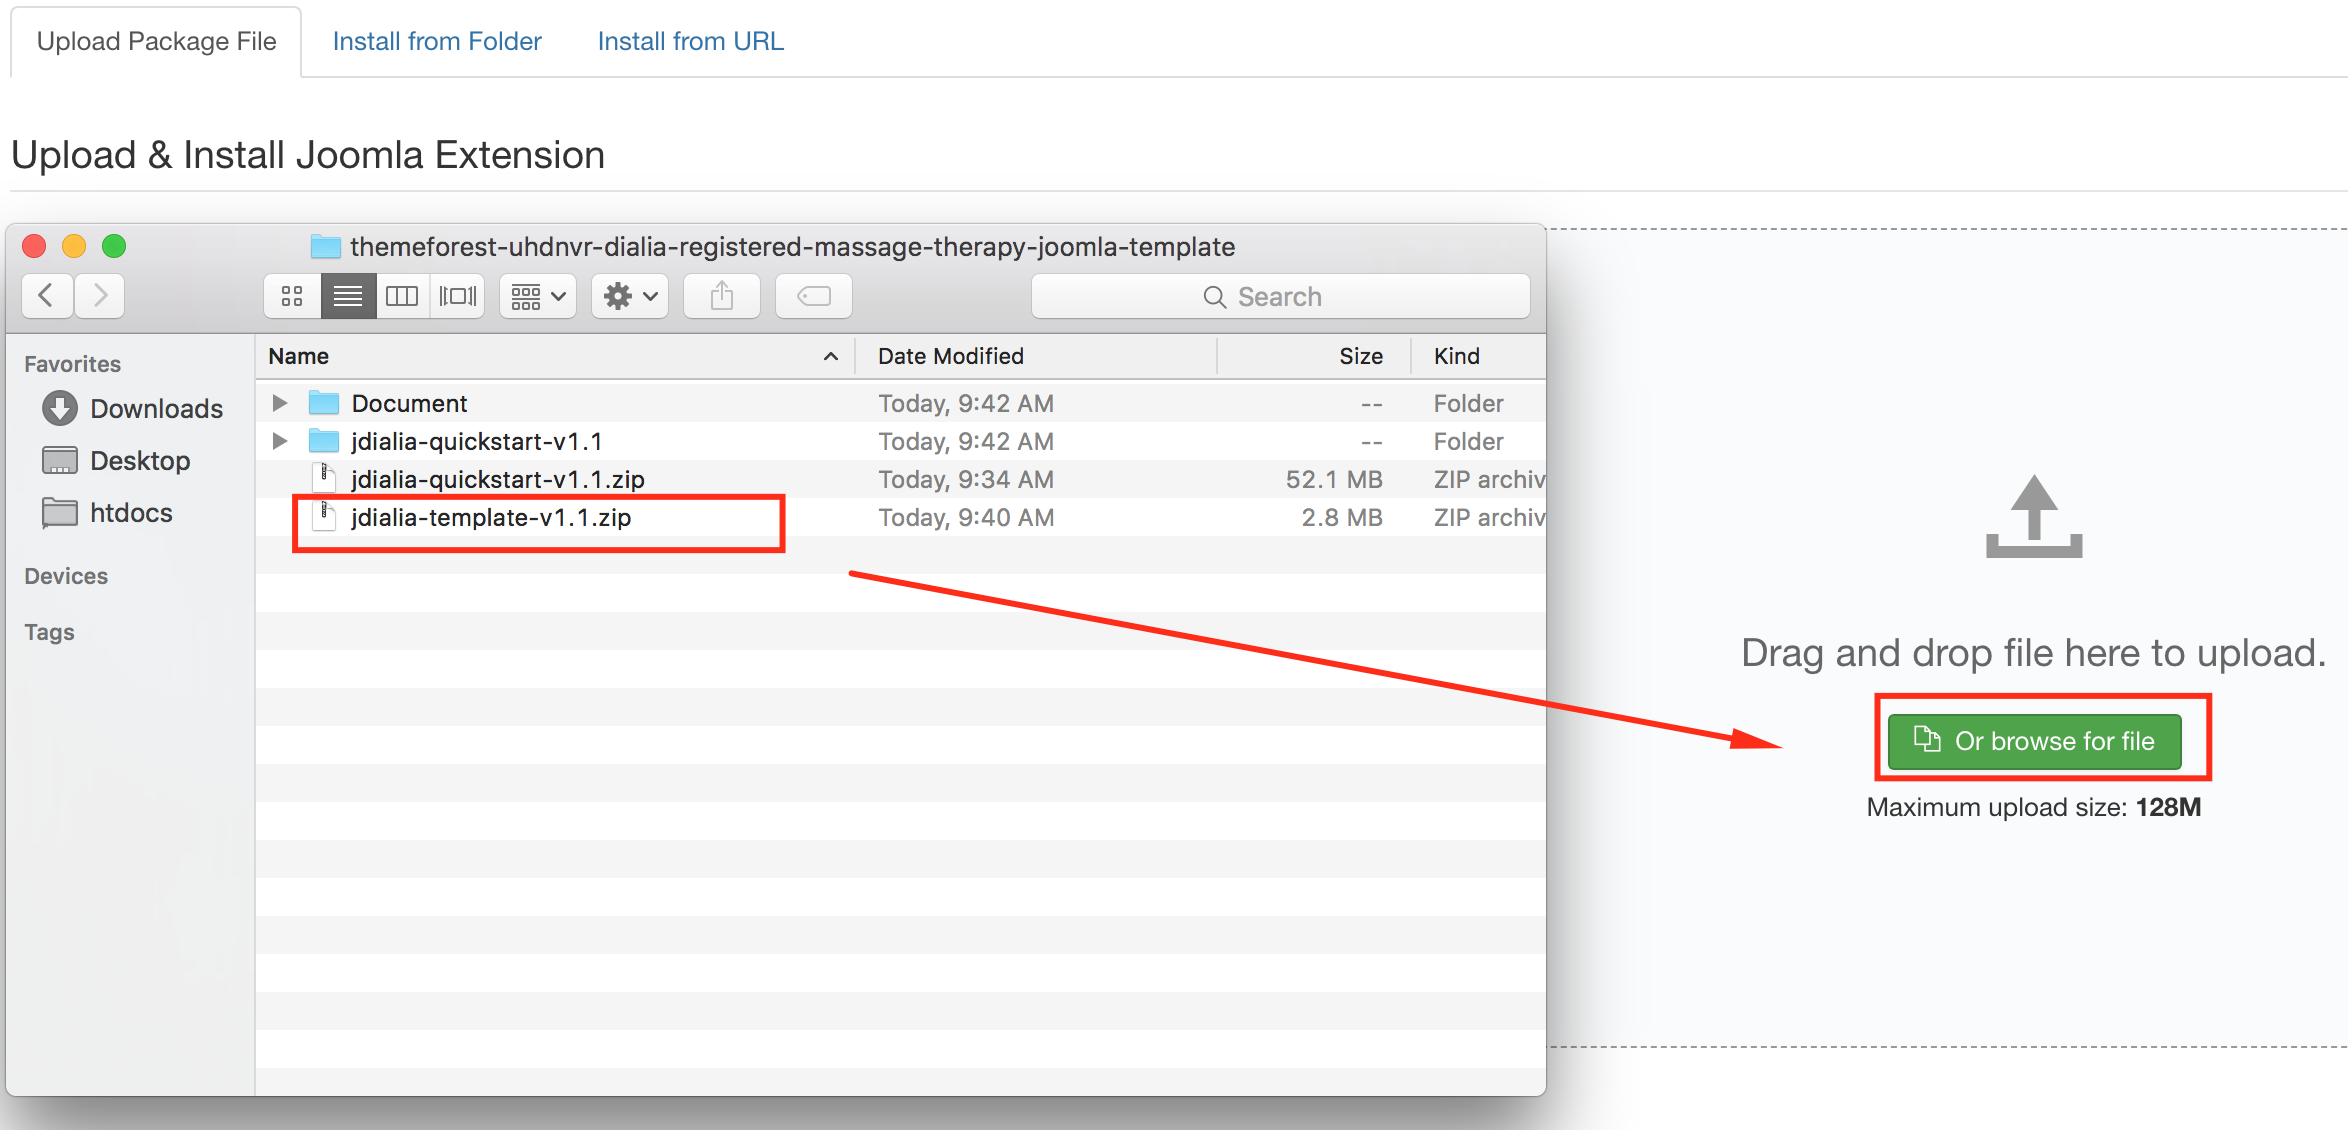 Upload Package File Install from Folder Install from URL
Upload & Install Joomla Extension
themeforest-uhdnvr-dialia-registered-massage-therapy-joomla-template
Search
Favorites
Downloads
Desktop
htdocs
Devices
Tags
Name Date Modified Size Kind
Document Today, 9:42 AM -- Folder
jdialia-quickstart-v1.1 Today, 9:42 AM -- Folder
jdialia-quickstart-v1.1.zip Today, 9:34 AM 52.1 MB ZIP archiv
jdialia-template-v1.1.zip Today, 9:40 AM 2.8 MB ZIP archiv
Drag and drop file here to upload.
Or browse for file
Maximum upload size: 128M